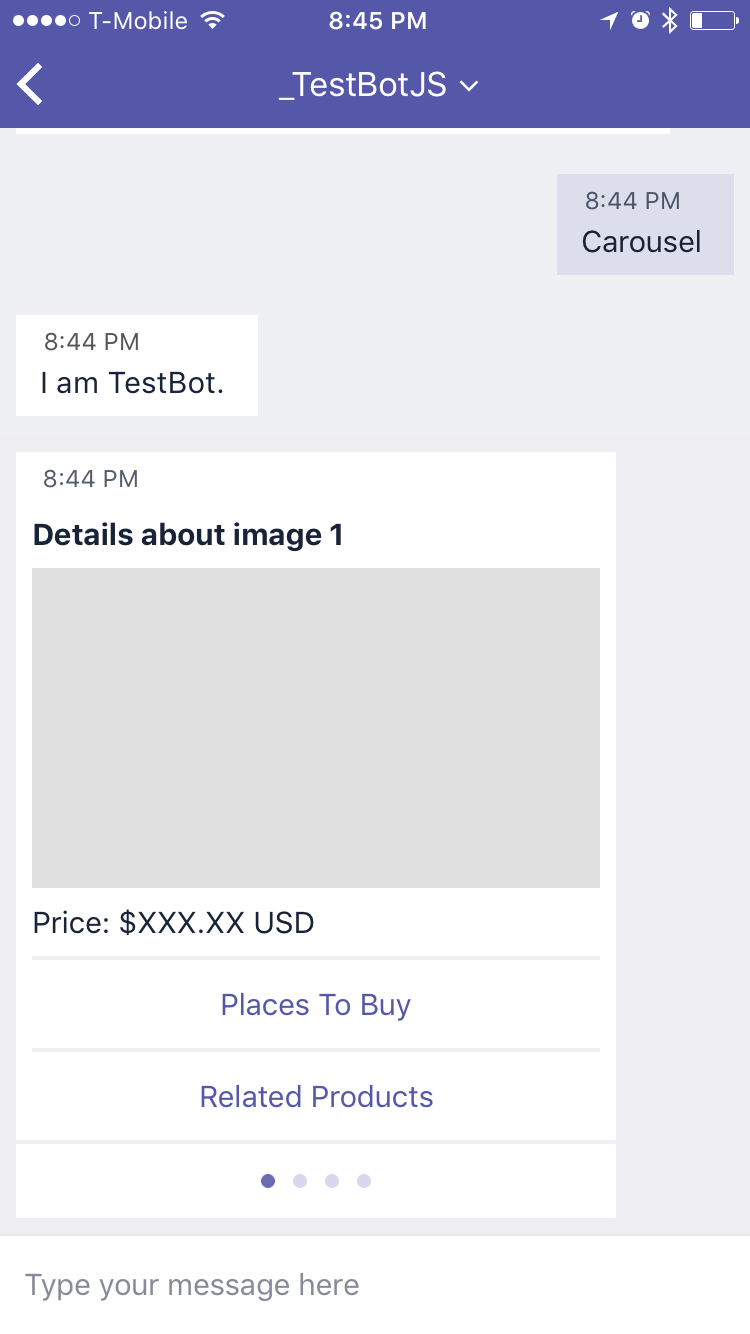 T-Mobile 8:45 PM
_TestBotJS
8:44 PM
Carousel
8:44 PM
I am TestBot.
8:44 PM
Details about image 1
Price: $XXX.XX USD
Places To Buy
Related Products
Type your message here